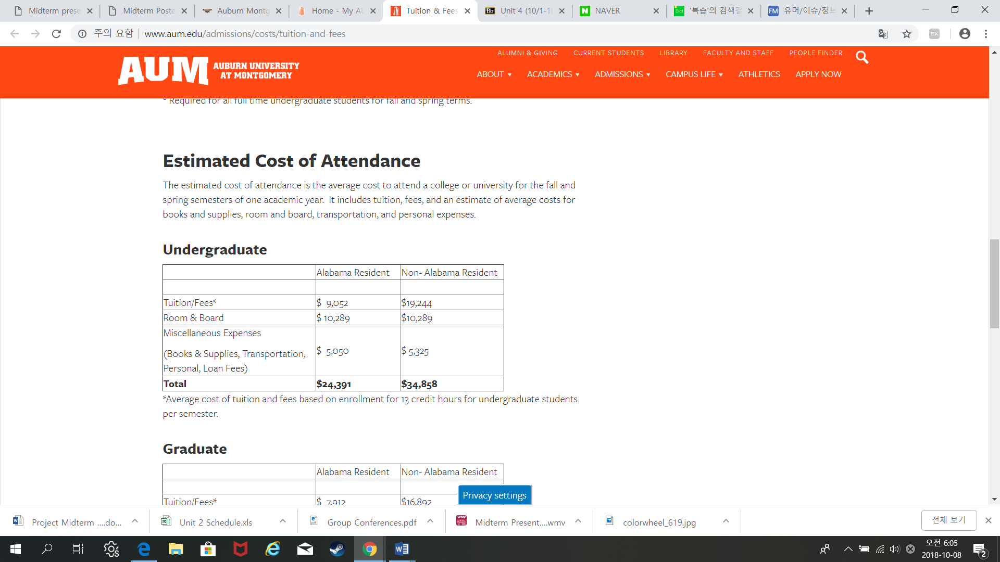 Midterm prese
Midterm Poste
Auburn Montg
Home - My AU
Tuition & Fees
Bb Unit 4 (10/1-10
N NAVER
Dict '복습'의 검색결
FM 유머/이슈/정보
주의 요함 www.aum.edu/admissions/costs/tuition-and-fees
EX
ALUMNI & GIVING CURRENT STUDENTS LIBRARY FACULTY AND STAFF PEOPLE FINDER
AUM AUBURN UNIVERSITY
AT MONTGOMERY
ABOUT ACADEMICS ADMISSIONS CAMPUS LIFE ATHLETICS APPLY NOW
Required for all full time undergraduate students for fall and spring terms.
Estimated Cost of Attendance
The estimated cost of attendance is the average cost to attend a college or university for the fall and
spring semesters of one academic year. It includes tuition, fees, and an estimate of average costs for
books and supplies, room and board, transportation, and personal expenses.
Undergraduate
Alabama Resident Non- Alabama Resident
Tuition/Fees* $ 9,052 $19,244
Room & Board $ 10,289 $10,289
Miscellaneous Expenses
(Books & Supplies, Transportation,
Personal, Loan Fees)
$ 5,050 $ 5,325
Total $24,391 $34,858
*Average cost of tuition and fees based on enrollment for 13 credit hours for undergraduate students
per semester.
Graduate
Alabama Resident Non- Alabama Resident
Tuition/Fees* $ 7,912 $16,892
Privacy settings
Project Midterm ....do...
Unit 2 Schedule.xls
Group Conferences.pdf
Midterm Present....wmv
colorwheel_619.jpg
전체 보기
오전 6:05
2018-10-08
2